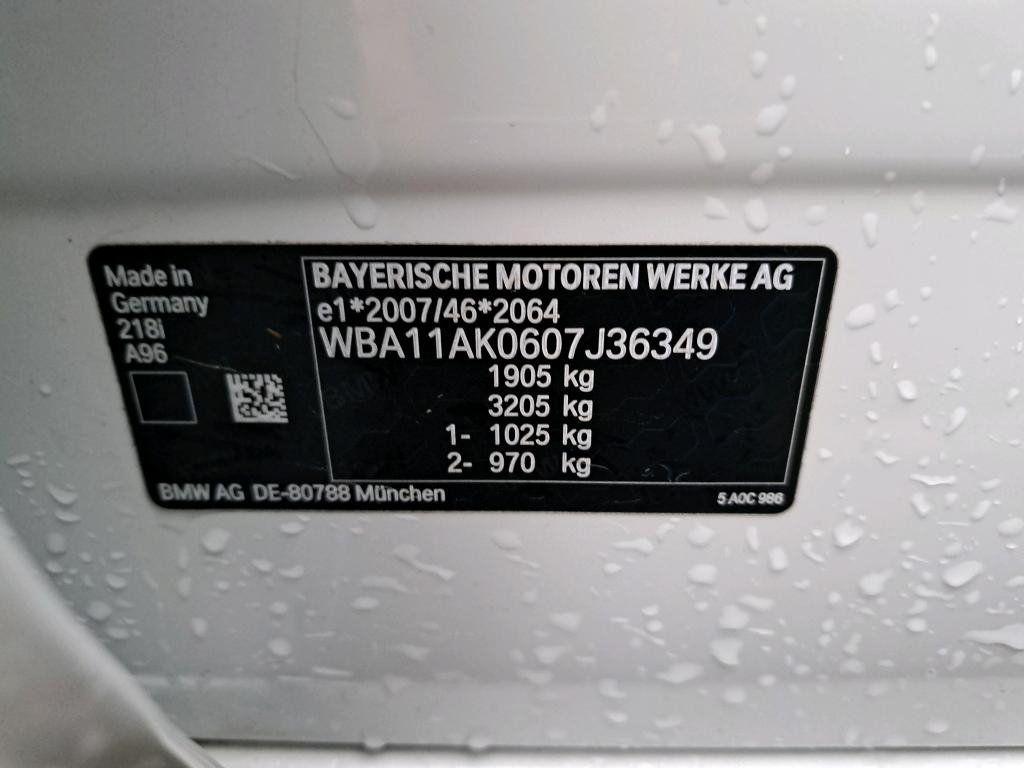 Made in
Germany
218i
A96
BAYERISCHE MOTOREN WERKE AG
e1*2007/46*2064
WBA11AK0607J36349
1905 kg
3205 kg
1- 1025 kg
2- 970 kg
BMW AG DE-80788 München
5 A0C 986